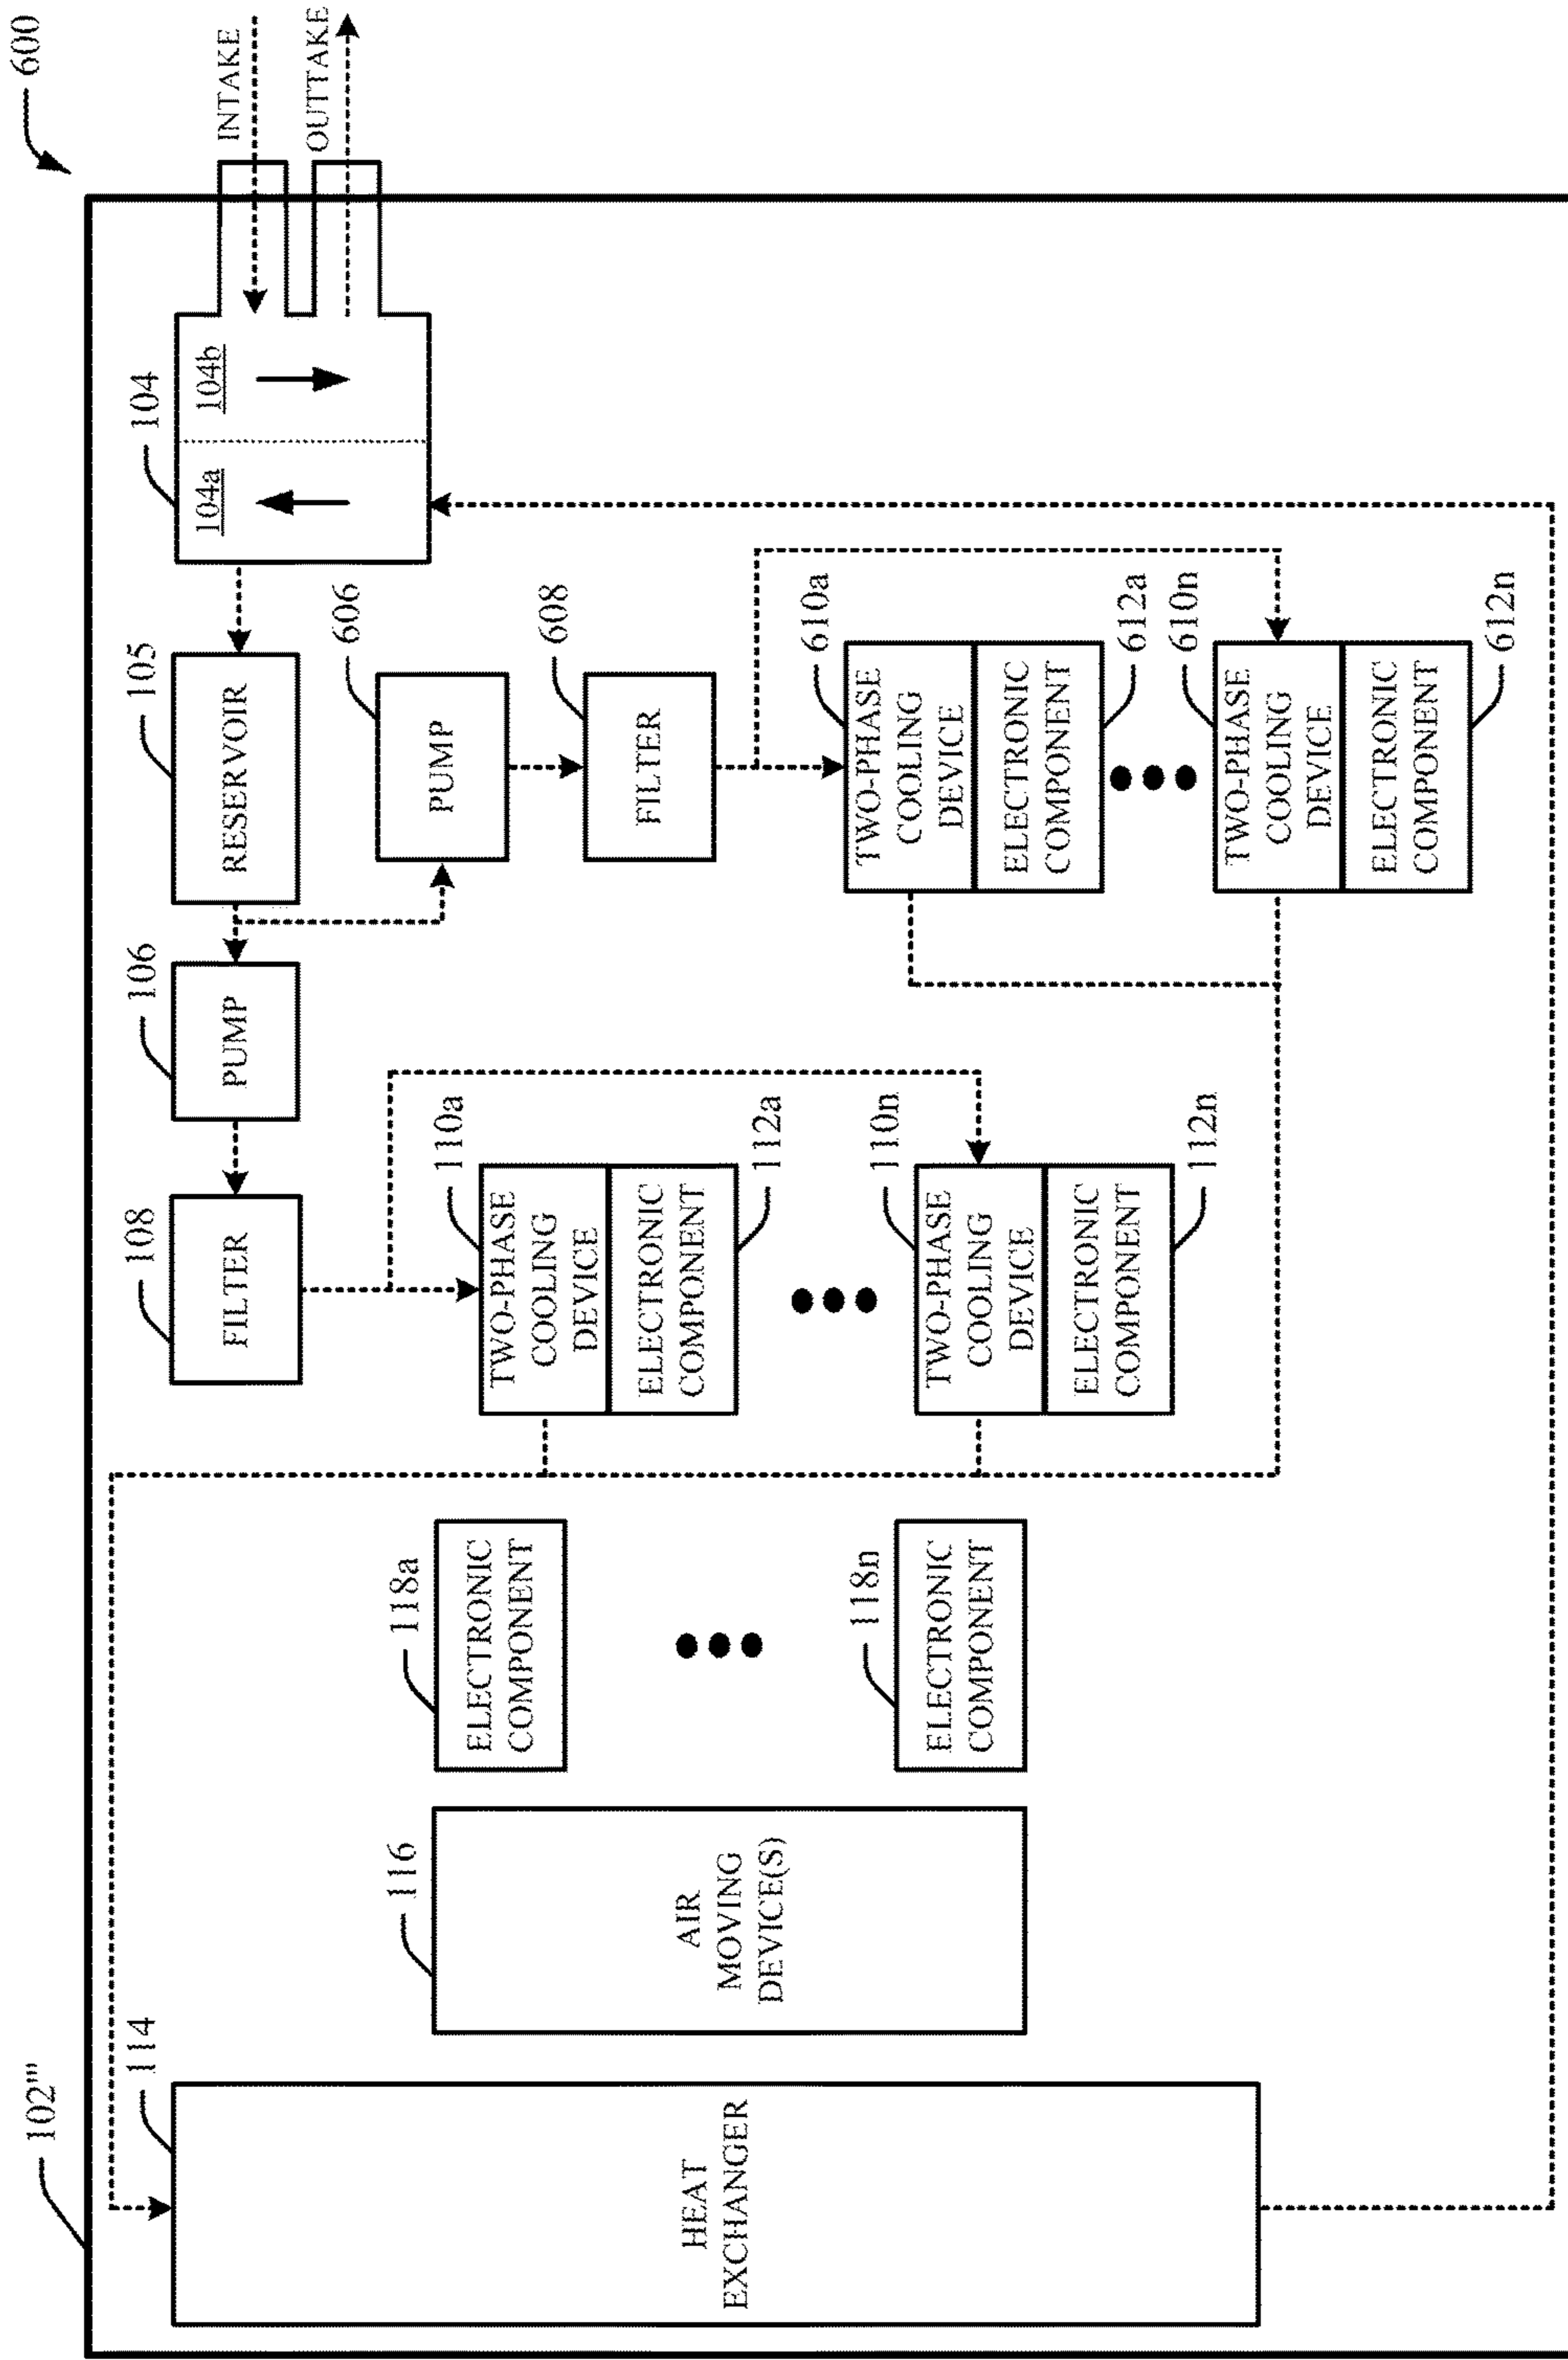 600
102'''
114
HEAT
EXCHANGER
116
AIR
MOVING
DEVICE(S)
118a
ELECTRONIC
COMPONENT
118n
ELECTRONIC
COMPONENT
108
FILTER
106
PUMP
105
RESERVOIR
104
104a
104b
INTAKE
OUTTAKE
110a
TWO-PHASE
COOLING
DEVICE
ELECTRONIC
COMPONENT
112a
110n
TWO-PHASE
COOLING
DEVICE
ELECTRONIC
COMPONENT
112n
606
PUMP
608
FILTER
610a
TWO-PHASE
COOLING
DEVICE
ELECTRONIC
COMPONENT
612a
610n
TWO-PHASE
COOLING
DEVICE
ELECTRONIC
COMPONENT
612n